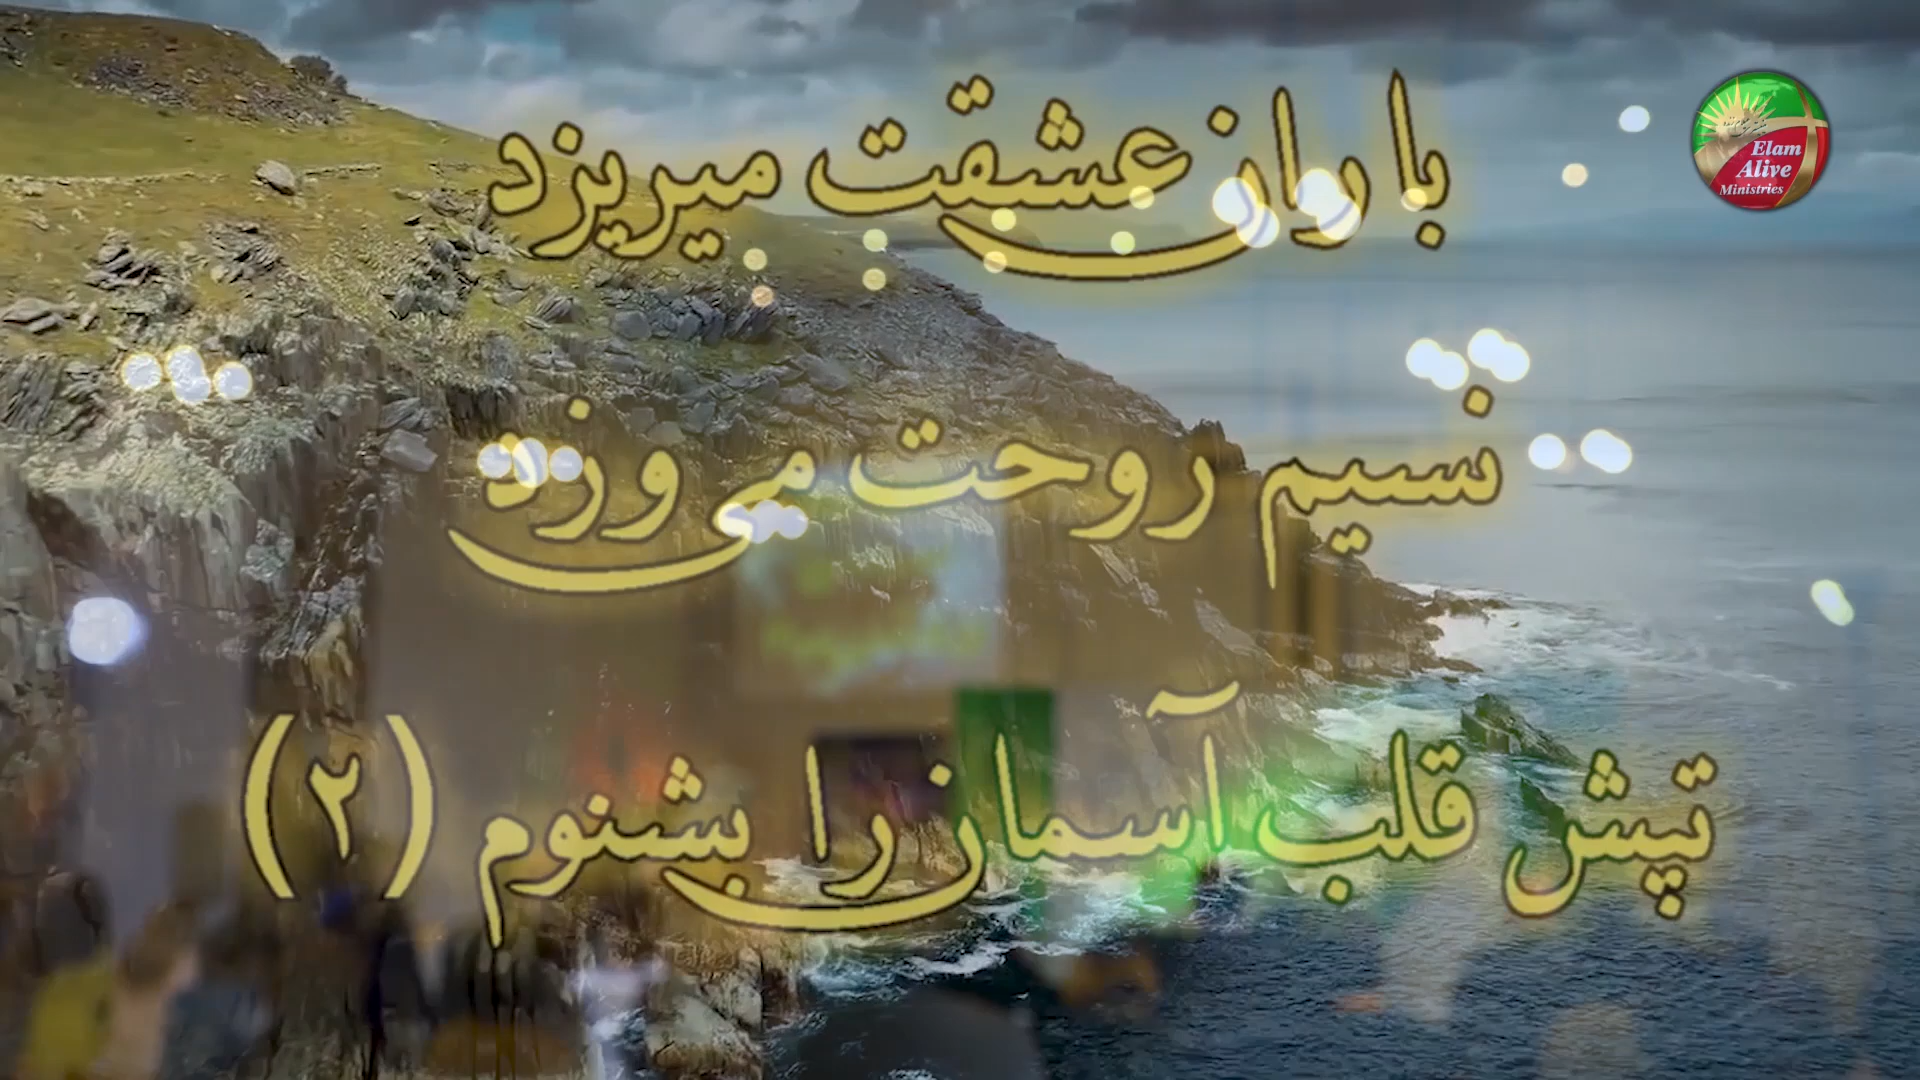 باران عشقت میریزد
نسیم روحت می وزد
تپش قلب آسمان را بشنوم (۲)
Elam
Alive
Ministries